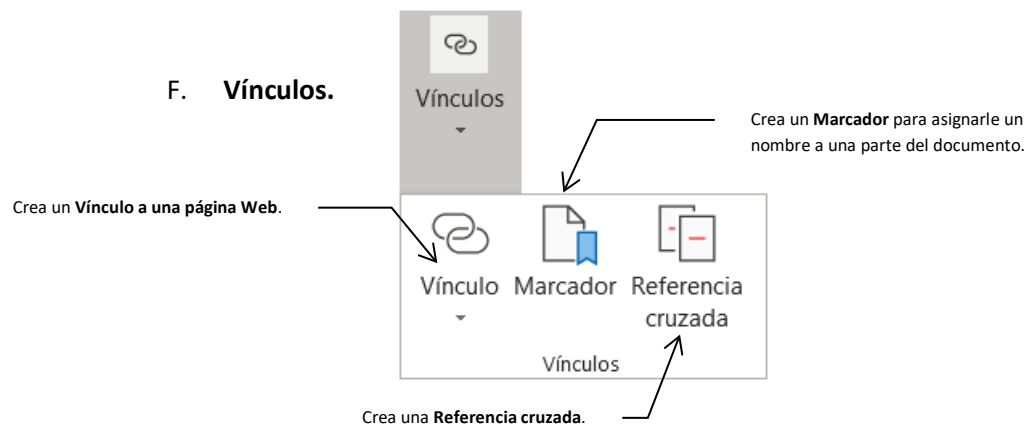 F. Vínculos.
Vínculos
Crea un Marcador para asignarle un
nombre a una parte del documento.
Crea un Vínculo a una página Web.
Vínculo Marcador Referencia
cruzada
Vínculos
Crea una Referencia cruzada.